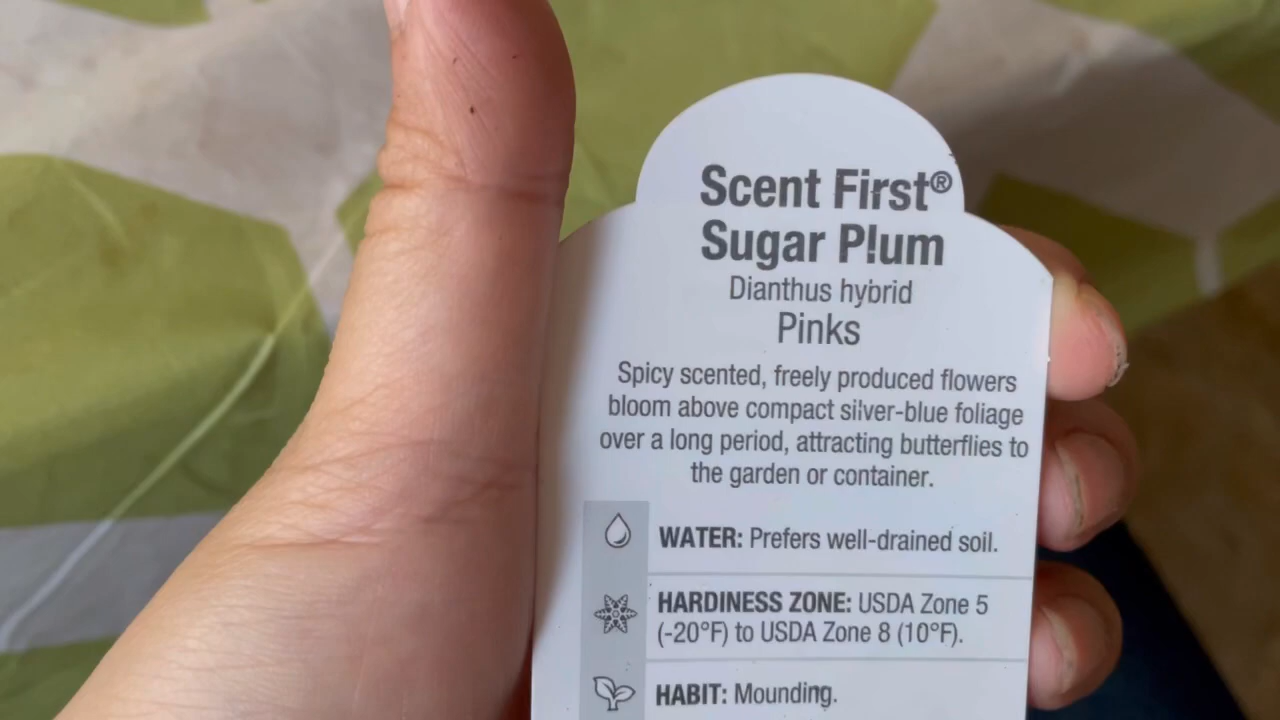 Scent First®
Sugar Plum
Dianthus hybrid
Pinks
Spicy scented, freely produced flowers
bloom above compact silver-blue foliage
over a long period, attracting butterflies to
the garden or container.
WATER: Prefers well-drained soil.
HARDINESS ZONE: USDA Zone 5
(-20°F) to USDA Zone 8 (10°F).
HABIT: Mounding.